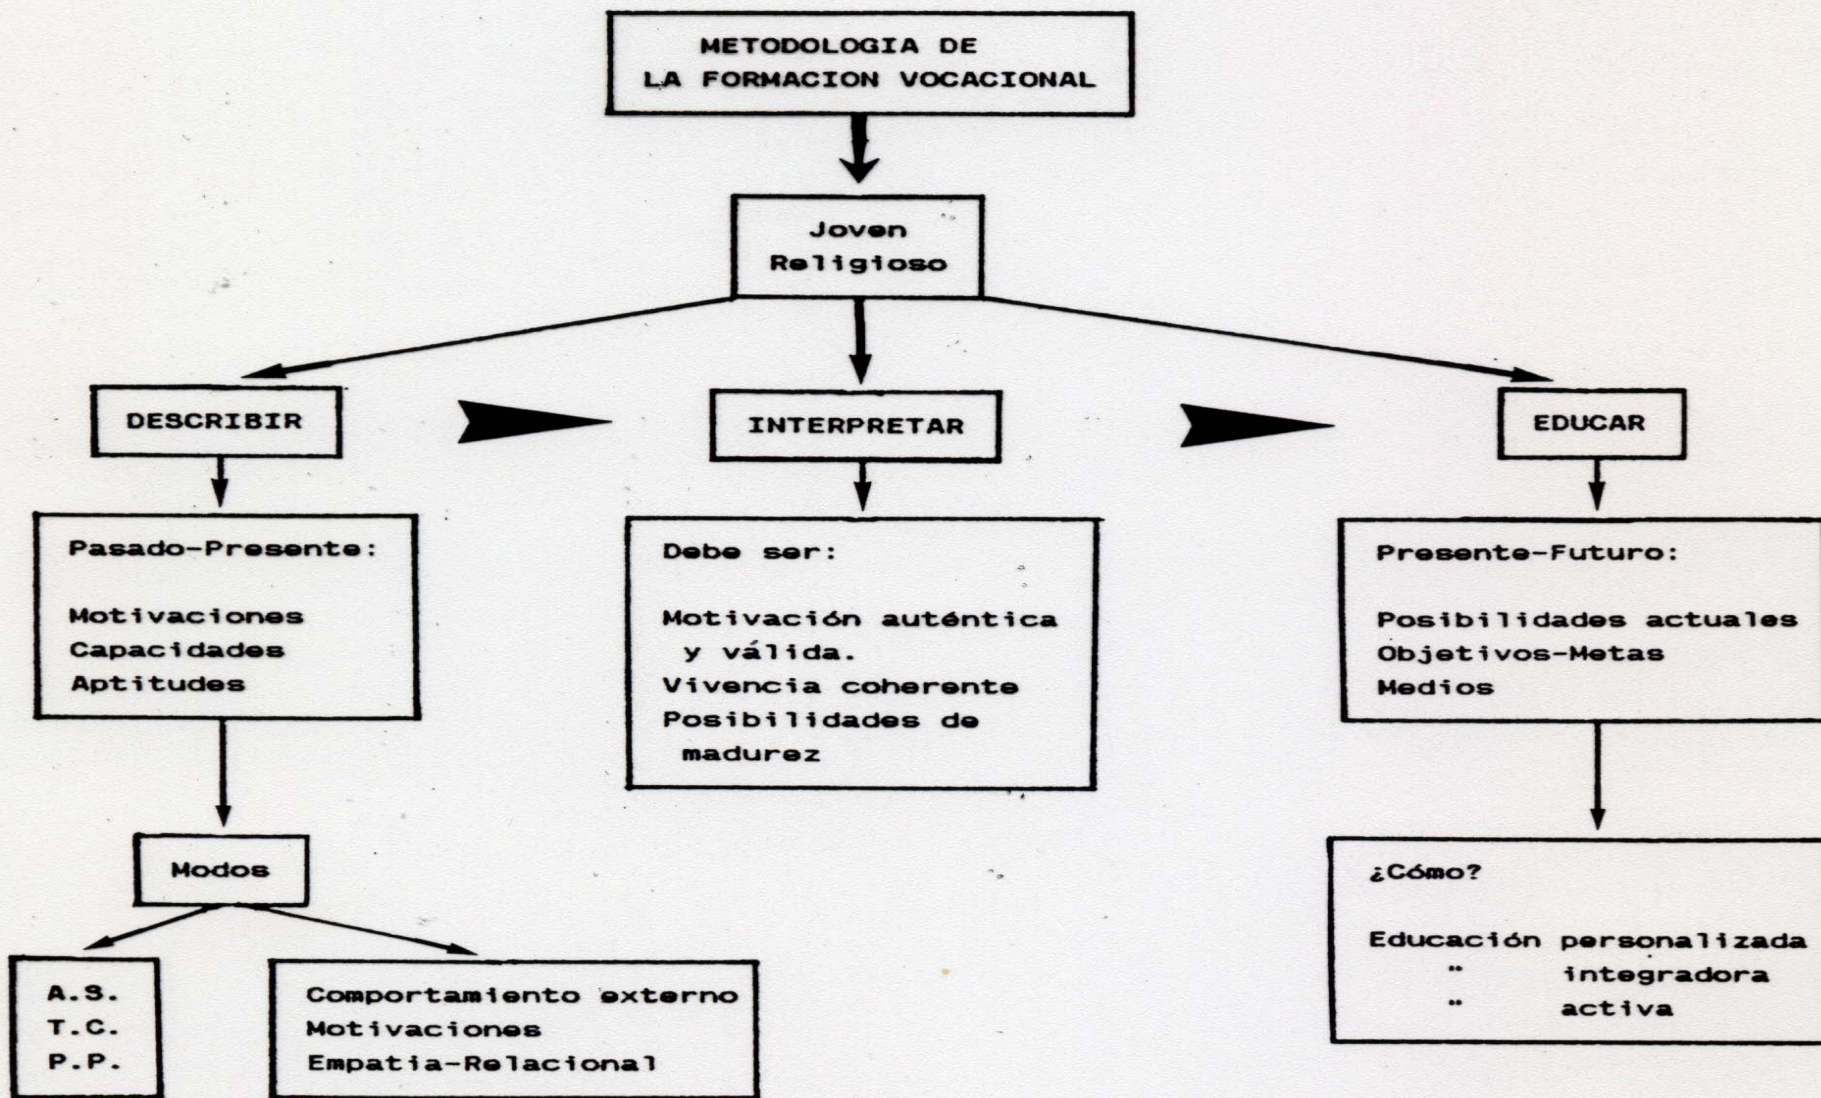 METODOLOGIA DE
LA FORMACION VOCACIONAL
Joven
Religioso
DESCRIBIR
INTERPRETAR
EDUCAR
Pasado-Presente:
Motivaciones
Capacidades
Aptitudes
Debe ser:
Motivación auténtica
y válida.
Vivencia coherente
Posibilidades de
madurez
Presente-Futuro:
Posibilidades actuales
Objetivos-Metas
Medios
Modos
A.S.
T.C.
P.P.
Comportamiento externo
Motivaciones
Empatia-Relacional
¿Cómo?
Educación personalizada
" integradora
" activa